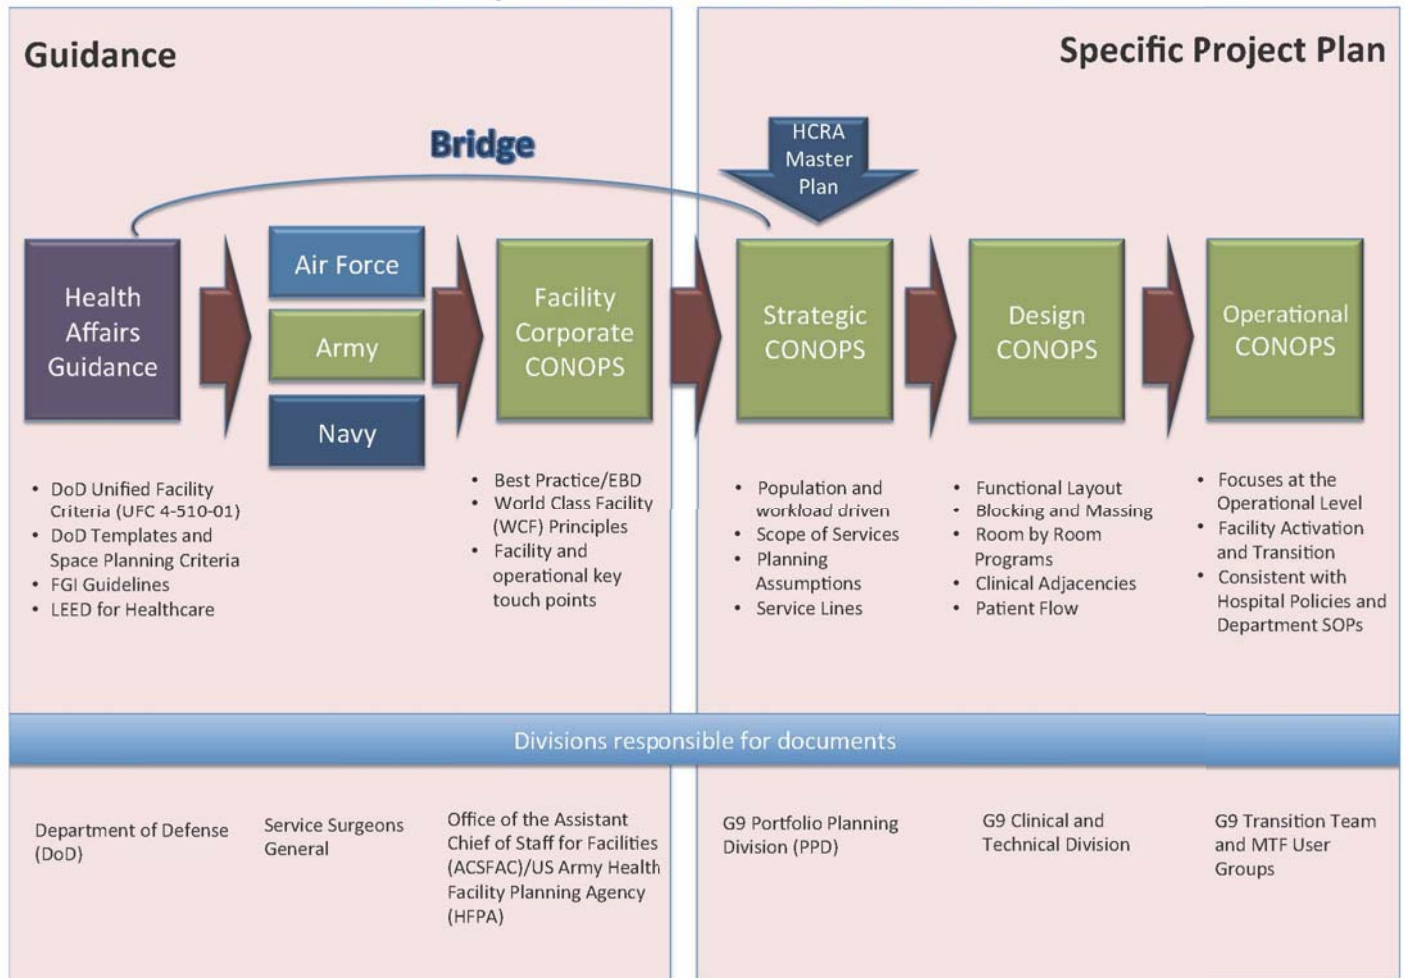 Guidance
Specific Project Plan
Bridge
HCRA
Master
Plan
Health
Affairs
Guidance
Air Force
Army
Navy
Facility
Corporate
CONOPS
Strategic
CONOPS
Design
CONOPS
Operational
CONOPS
• DoD Unified Facility
Criteria (UFC 4-510-01)
• DoD Templates and
Space Planning Criteria
• FGI Guidelines
• LEED for Healthcare
• Best Practice/EBD
• World Class Facility
(WCF) Principles
• Facility and
operational key
touch points
• Population and
workload driven
• Scope of Services
• Planning
Assumptions
• Service Lines
• Functional Layout
• Blocking and Massing
• Room by Room
Programs
• Clinical Adjacencies
• Patient Flow
• Focuses at the
Operational Level
• Facility Activation
and Transition
• Consistent with
Hospital Policies and
Department SOPs
Divisions responsible for documents
Department of Defense
(DoD)
Service Surgeons
General
Office of the Assistant
Chief of Staff for Facilities
(ACSFAC)/US Army Health
Facility Planning Agency
(HFPA)
G9 Portfolio Planning
Division (PPD)
G9 Clinical and
Technical Division
G9 Transition Team
and MTF User
Groups